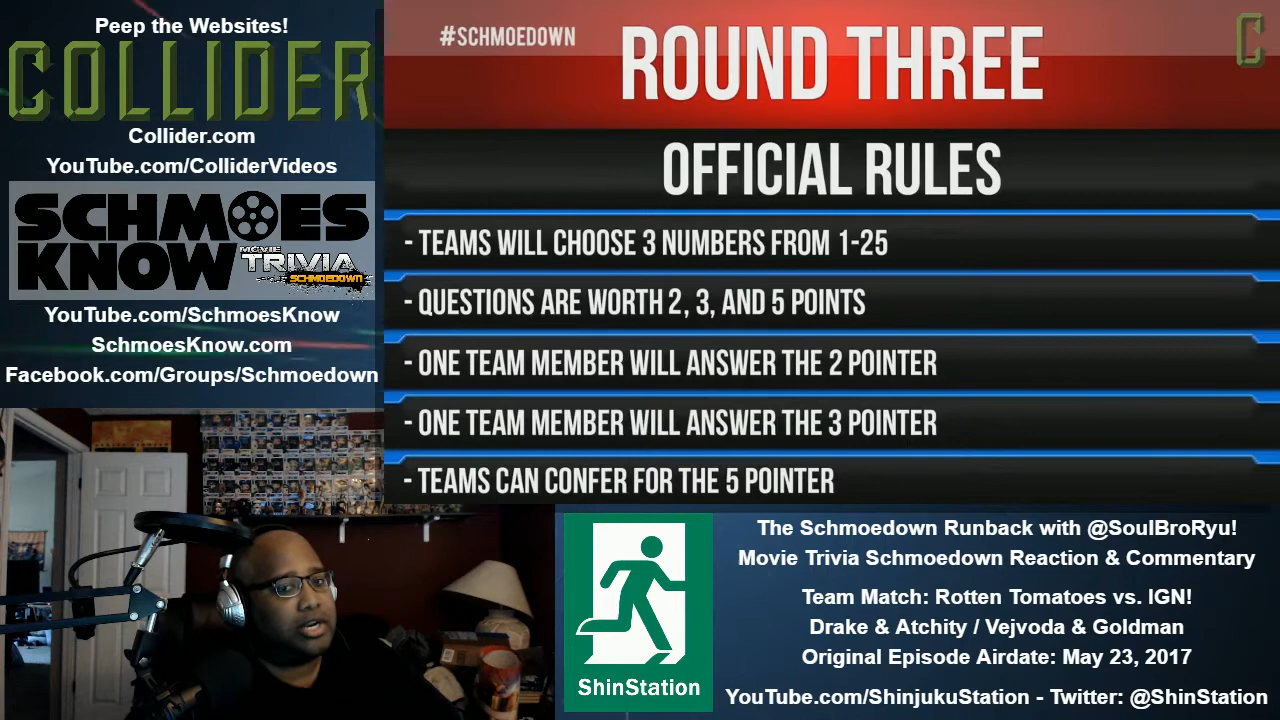 Peep the Websites!
COLLIDER
Collider.com
YouTube.com/ColliderVideos
SCHMOES
KNOW
MOVIE
TRIVIA
SCHMOEDOWN
YouTube.com/SchmoesKnow
SchmoesKnow.com
Facebook.com/Groups/Schmoedown
#SCHMOEDOWN
ROUND THREE
C
OFFICIAL RULES
- TEAMS WILL CHOOSE 3 NUMBERS FROM 1-25
- QUESTIONS ARE WORTH 2, 3, AND 5 POINTS
- ONE TEAM MEMBER WILL ANSWER THE 2 POINTER
- ONE TEAM MEMBER WILL ANSWER THE 3 POINTER
- TEAMS CAN CONFER FOR THE 5 POINTER
ShinStation
The Schmoedown Runback with @SoulBroRyu!
Movie Trivia Schmoedown Reaction & Commentary
Team Match: Rotten Tomatoes vs. IGN!
Drake & Atchity / Vejvoda & Goldman
Original Episode Airdate: May 23, 2017
YouTube.com/ShinjukuStation - Twitter: @ShinStation